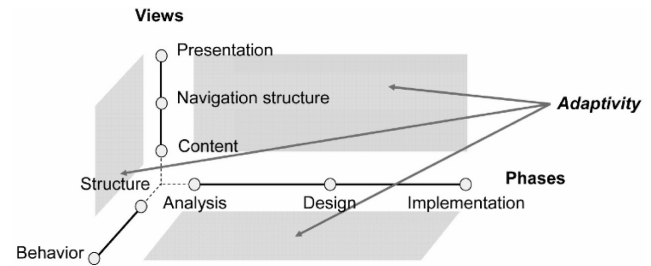 Views
Presentation
Navigation structure
Adaptivity
Content
Structure
Phases
Analysis
Design
Implementation
Behavior